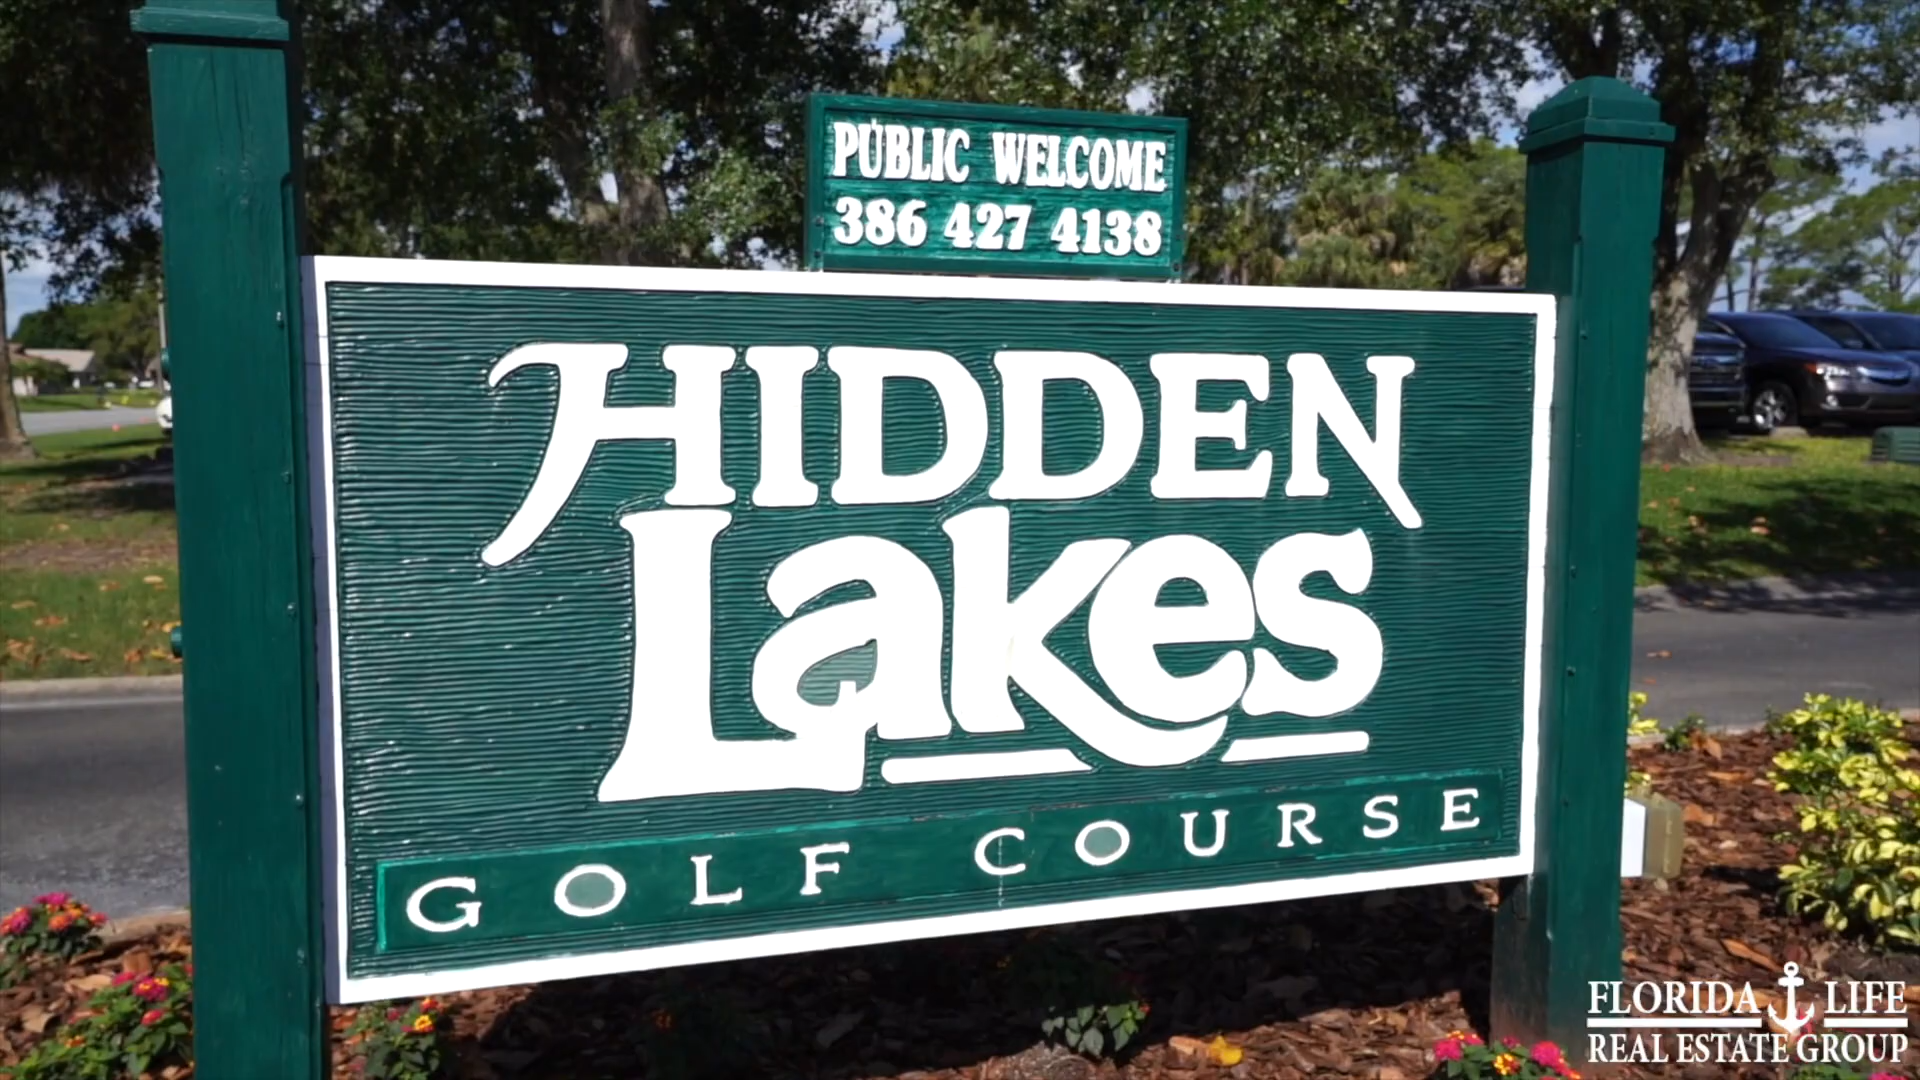 PUBLIC WELCOME
386 427 4138
HIDDEN
Lakes
GOLF COURSE
FLORIDA LIFE
REAL ESTATE GROUP